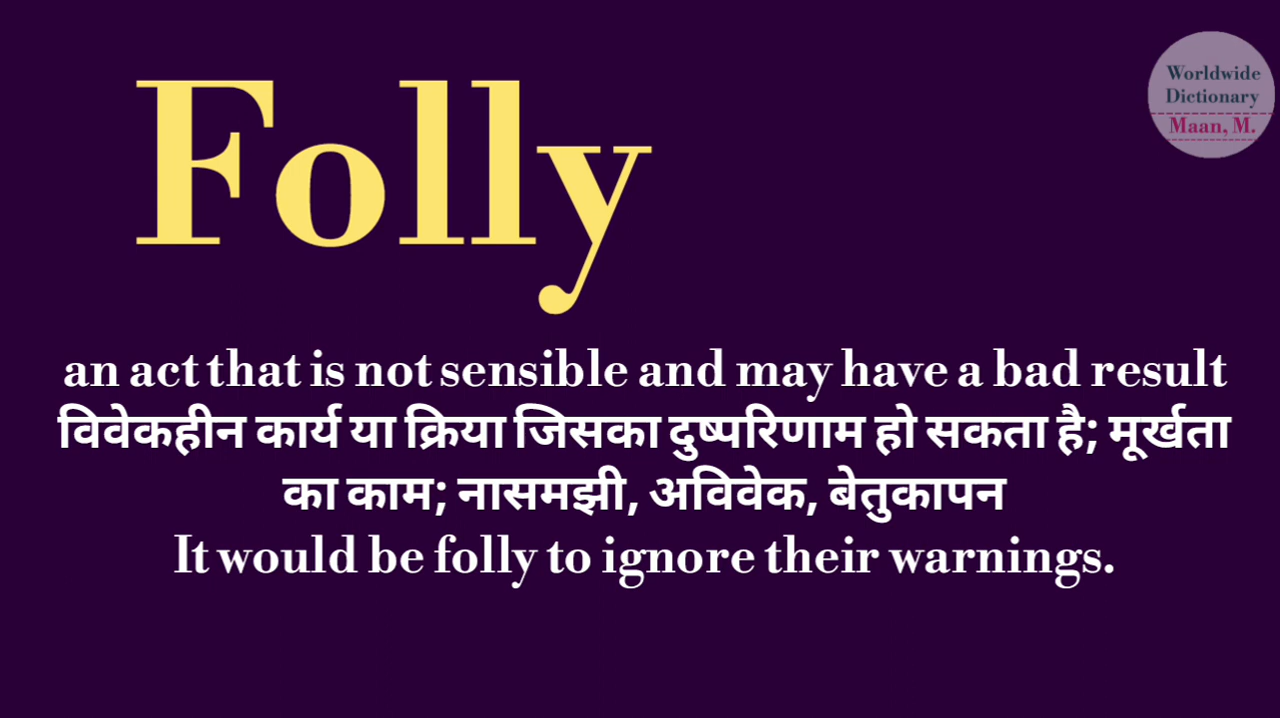 Worldwide
Dictionary
Maan, M.
Folly
an act that is not sensible and may have a bad result
विवेकहीन कार्य या क्रिया जिसका दुष्परिणाम हो सकता है; मूर्खता
का काम; नासमझी, अविवेक, बेतुकापन
It would be folly to ignore their warnings.